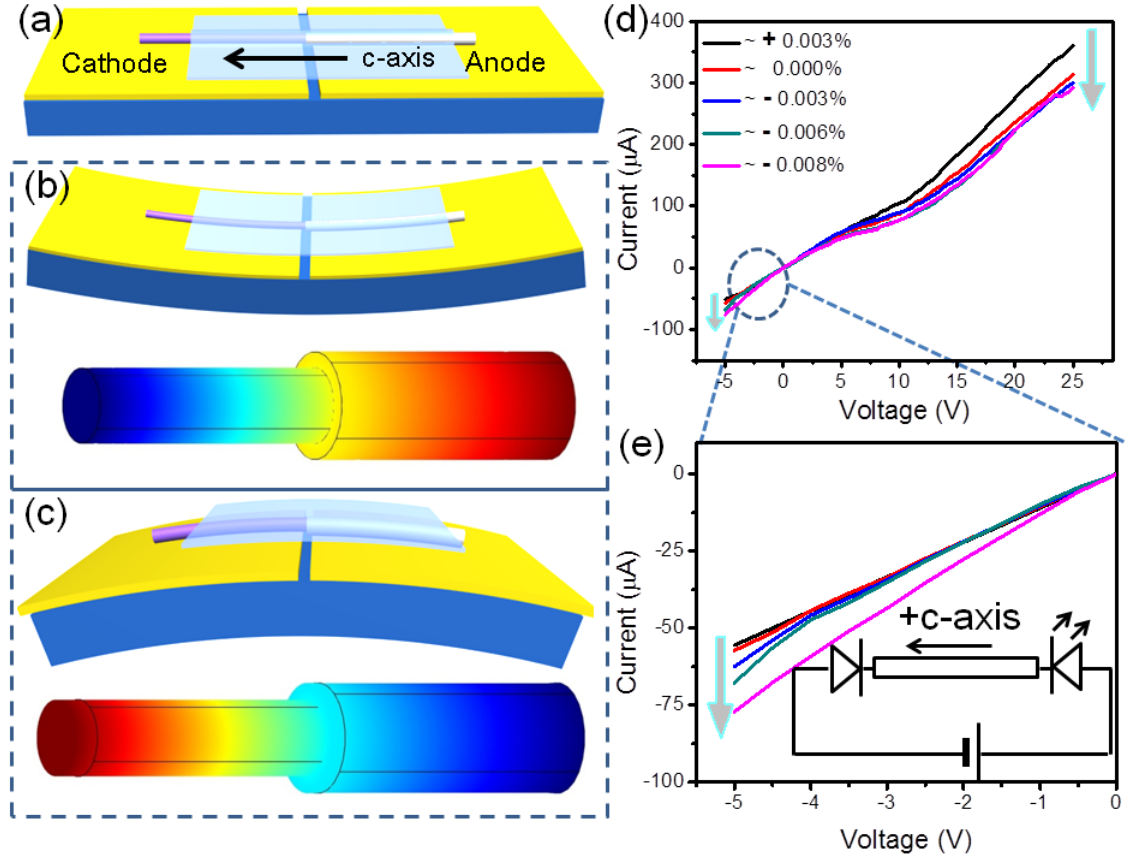 (a)
Cathode
c-axis
Anode
(b)
(c)
(d)
400
300
200
100
0
-100
Current (µA)
~ + 0.003%
~ 0.000%
~ - 0.003%
~ - 0.006%
~ - 0.008%
-5 0 5 10 15 20 25
Voltage (V)
(e)
0
-25
-50
-75
-100
Current (µA)
+c-axis
-5 -4 -3 -2 -1 0
Voltage (V)